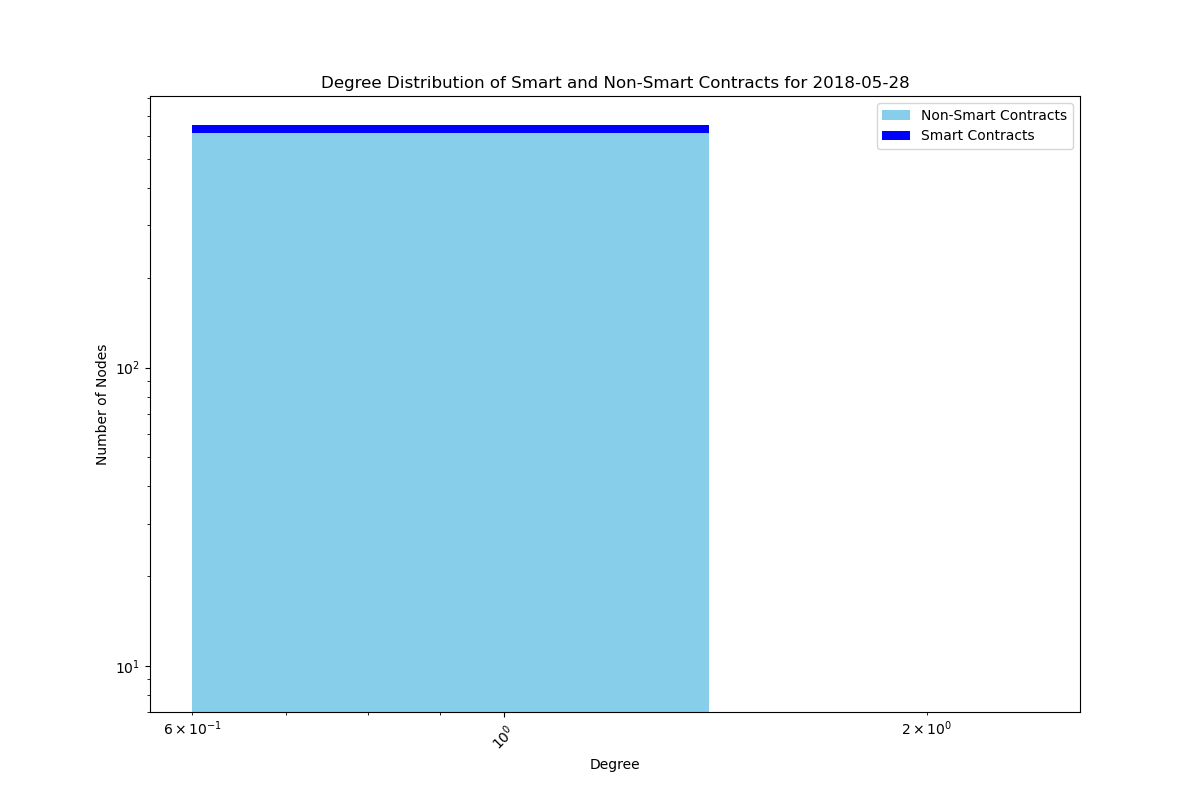 Degree Distribution of Smart and Non-Smart Contracts for 2018-05-28
Non-Smart Contracts
Smart Contracts
Number of Nodes
10²
10¹
6 × 10⁻¹
10⁰
2 × 10⁰
Degree